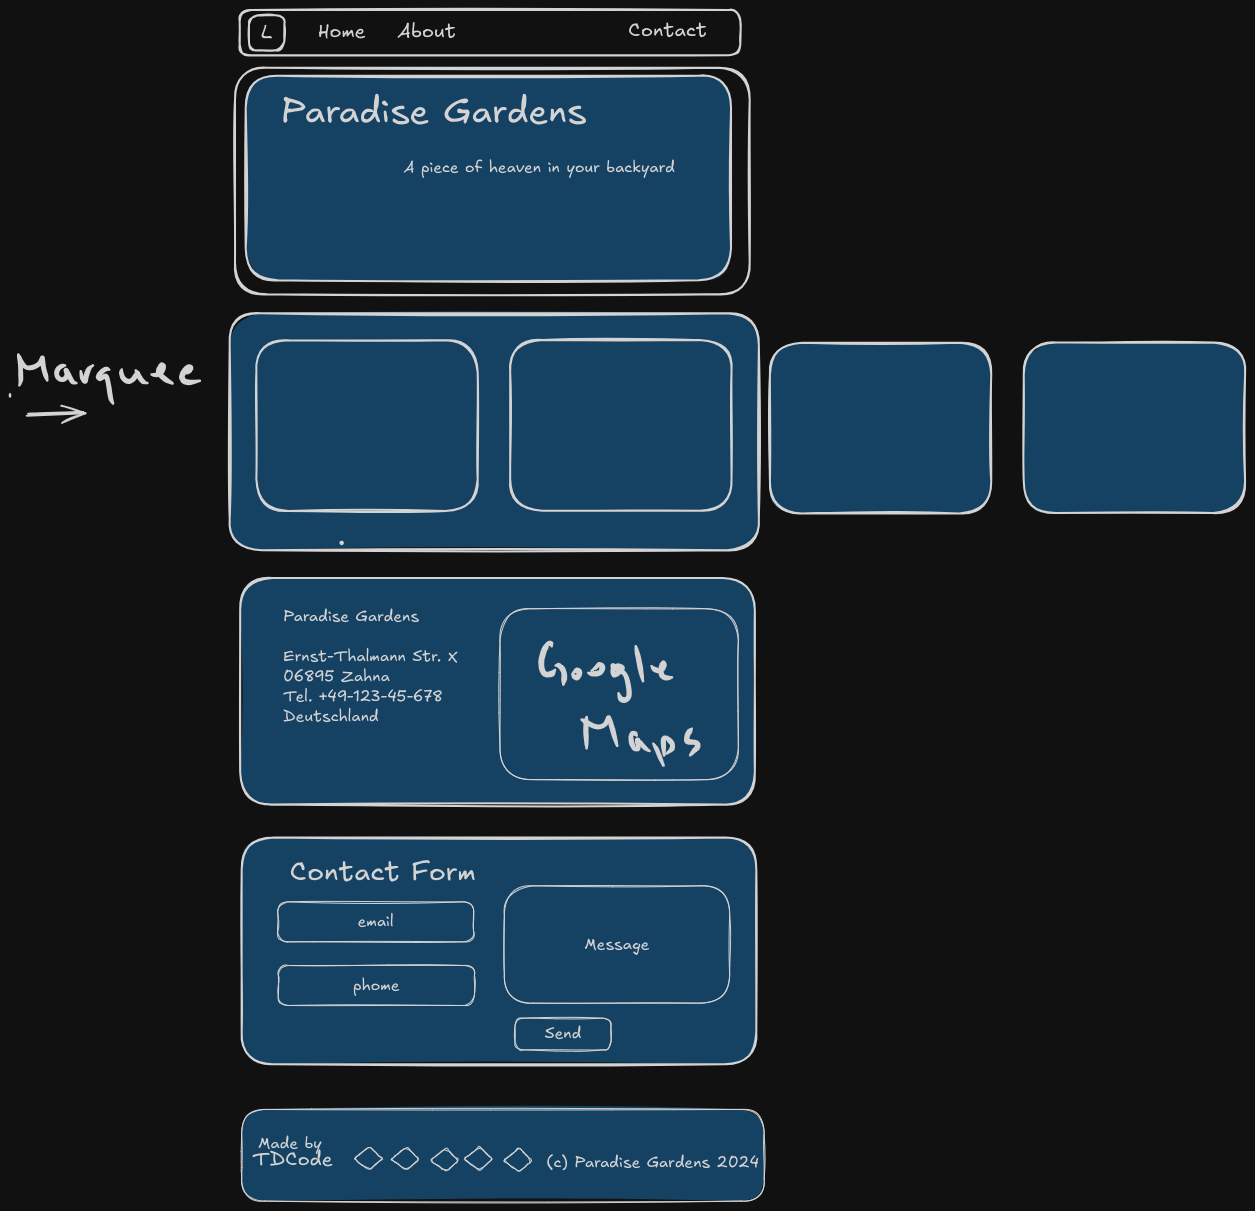 L Home About Contact
Paradise Gardens
A piece of heaven in your backyard
Marquee
Paradise Gardens
Ernst-Thalmann Str. X
06895 Zahna
Tel. +49-123-45-678
Deutschland
Google
Maps
Contact Form
email
phome
Message
Send
Made by
TDCode
(c) Paradise Gardens 2024